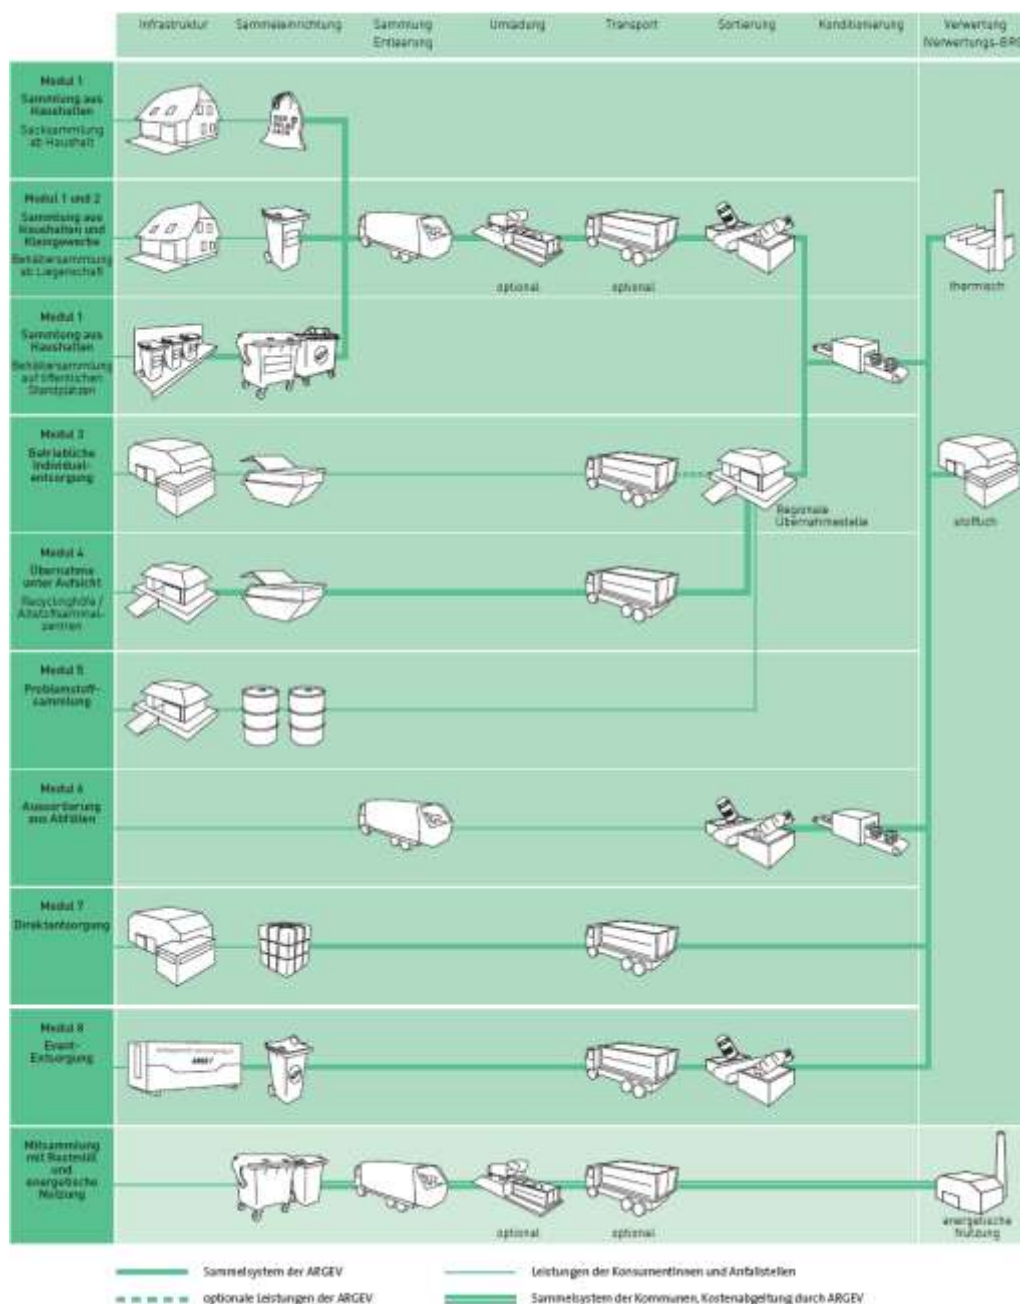 Infrastruktur
Sammeleinrichtung
Sammlung
Entleerung
Umladung
Transport
Sortierung
Konditionierung
Verwertung
Modul 1
Sammlung aus
Haushalten
Sacksammlung
ab Haushalt
Modul 1 und 2
Sammlung aus
Haushalten und
Kleingewerbe
Behältersammlung
ab Liegenschaft
optional
optional
thermisch
Modul 1
Sammlung aus
Haushalten
Behältersammlung
auf öffentlichen
Standplätzen
Modul 3
Betriebliche
Individual-
entsorgung
Regionale
Übernahmestelle
stofflich
Modul 4
Übernahme
unter Aufsicht
Recyclinghöfe /
Altstoffsammel-
zentren
Modul 5
Problemstoff-
sammlung
Modul 6
Aussortierung
aus Abfällen
Modul 7
Direktentsorgung
Modul 8
Event-
Entsorgung
ARGEV
Mitsammlung
mit Restmüll
und
energetische
Nutzung
optional
optional
energetische
Nutzung
Sammelsystem der ARGEV
Leistungen der KonsumentInnen und Anfallstellen
optionale Leistungen der ARGEV
Sammelsystem der Kommunen, Kostenabgeltung durch ARGEV